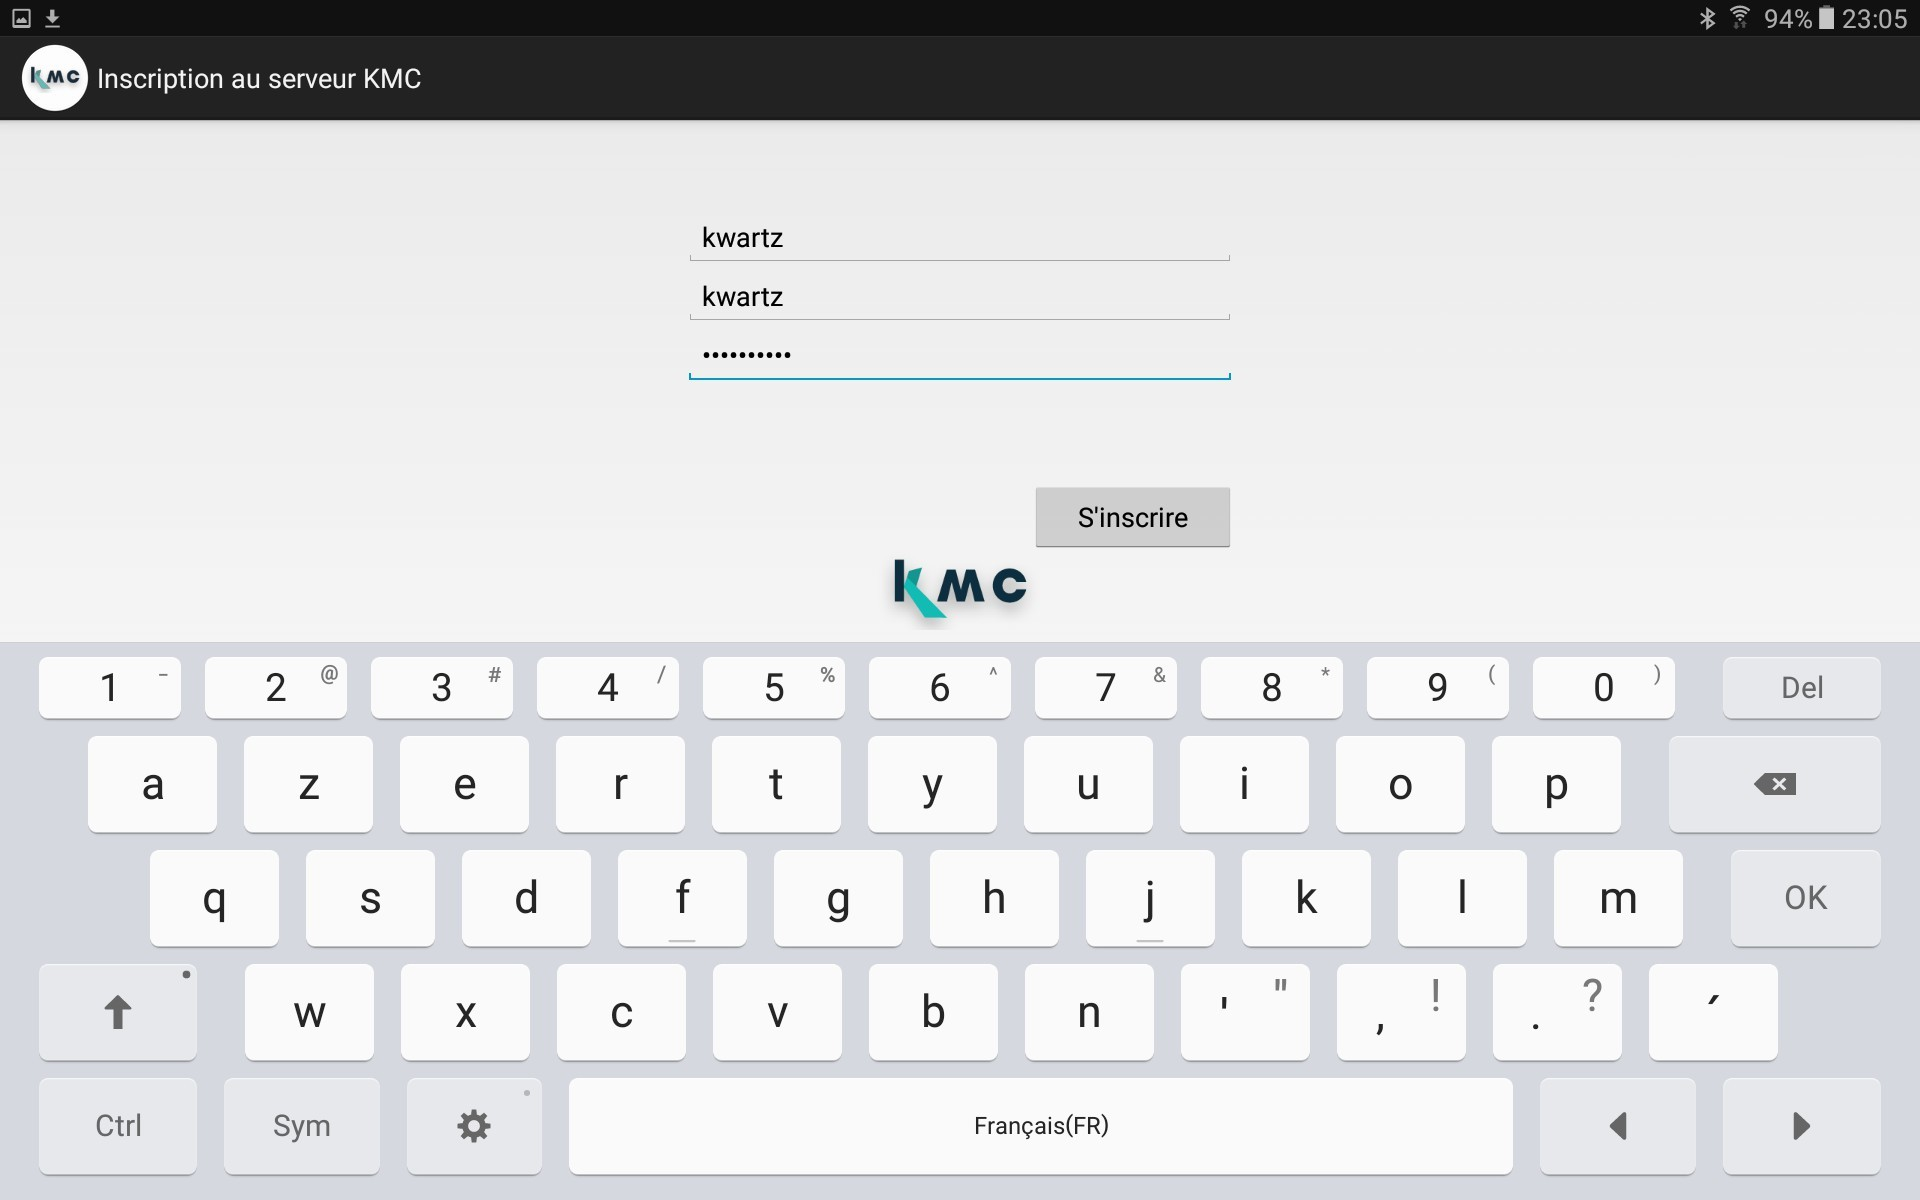 94% 23:05
KMC Inscription au serveur KMC
kwartz
kwartz
••••••••••
S'inscrire
KMC
1 - 2 @ 3 # 4 / 5 % 6 ^ 7 & 8 * 9 ( 0 ) Del
a z e r t y u i o p
q s d f g h j k l m OK
w x c v b n ' " , ! . ? ´
Ctrl Sym Français(FR)